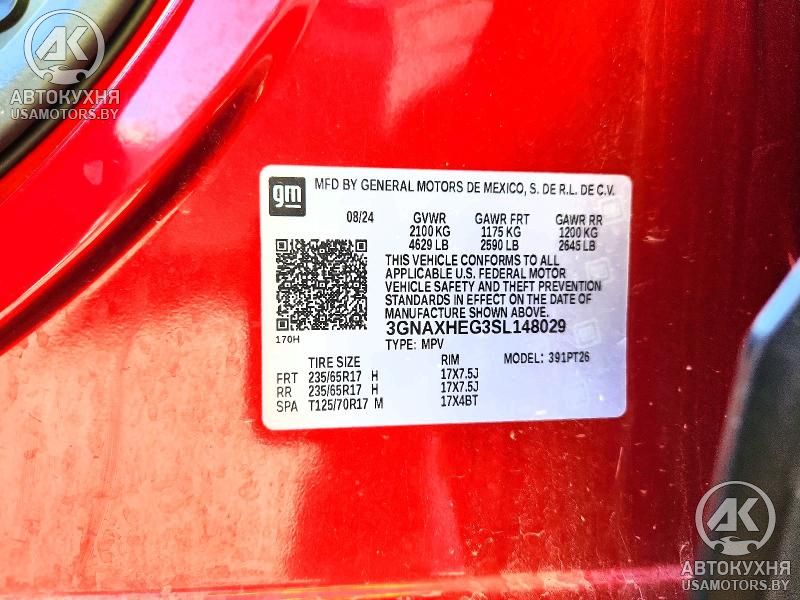 AK
АВТОКУХНЯ
USAMOTORS.BY
gm
MFD BY GENERAL MOTORS DE MEXICO, S. DE R.L. DE C.V.
08/24 GVWR GAWR FRT GAWR RR
2100 KG 1175 KG 1200 KG
4629 LB 2590 LB 2645 LB
THIS VEHICLE CONFORMS TO ALL
APPLICABLE U.S. FEDERAL MOTOR
VEHICLE SAFETY AND THEFT PREVENTION
STANDARDS IN EFFECT ON THE DATE OF
MANUFACTURE SHOWN ABOVE.
3GNAXHEG3SL148029
170H
TYPE: MPV
TIRE SIZE RIM MODEL: 391PT26
FRT 235/65R17 H 17X7.5J
RR 235/65R17 H 17X7.5J
SPA T125/70R17 M 17X4BT
AK
АВТОКУХНЯ
USAMOTORS.BY